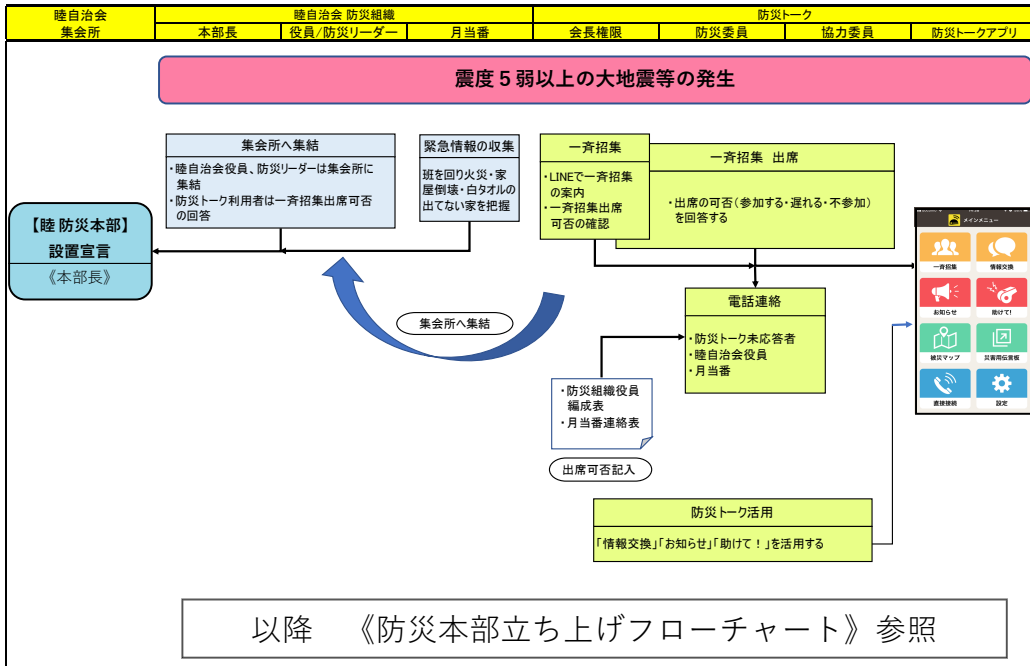 睦自治会
集会所
睦自治会 防災組織
本部長
役員/防災リーダー
月当番
防災トーク
会長権限
防災委員
協力委員
防災トークアプリ
震度５弱以上の大地震等の発生
集会所へ集結
・睦自治会役員、防災リーダーは集会所に
集結
・防災トーク利用者は一斉招集出席可否
の回答
緊急情報の収集
班を回り火災・家
屋倒壊・白タオルの
出てない家を把握
一斉招集
・LINEで一斉招集
の案内
・一斉招集出席
可否の確認
一斉招集 出席
・出席の可否(参加する・遅れる・不参加)
を回答する
【睦 防災本部】
設置宣言
《本部長》
メインメニュー
一斉招集
情報交換
お知らせ
助けて!
被災マップ
災害用伝言板
直接接続
設定
集会所へ集結
電話連絡
・防災トーク未応答者
・睦自治会役員
・月当番
・防災組織役員
編成表
・月当番連絡表
出席可否記入
防災トーク活用
「情報交換」「お知らせ」「助けて！」を活用する
以降　《防災本部立ち上げフローチャート》参照